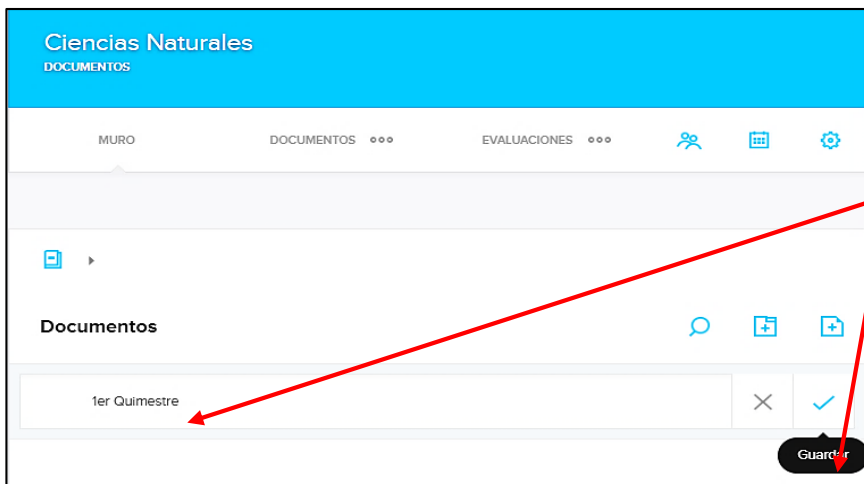 Ciencias Naturales
DOCUMENTOS
MURO DOCUMENTOS EVALUACIONES
Documentos
1er Quimestre
Guardar